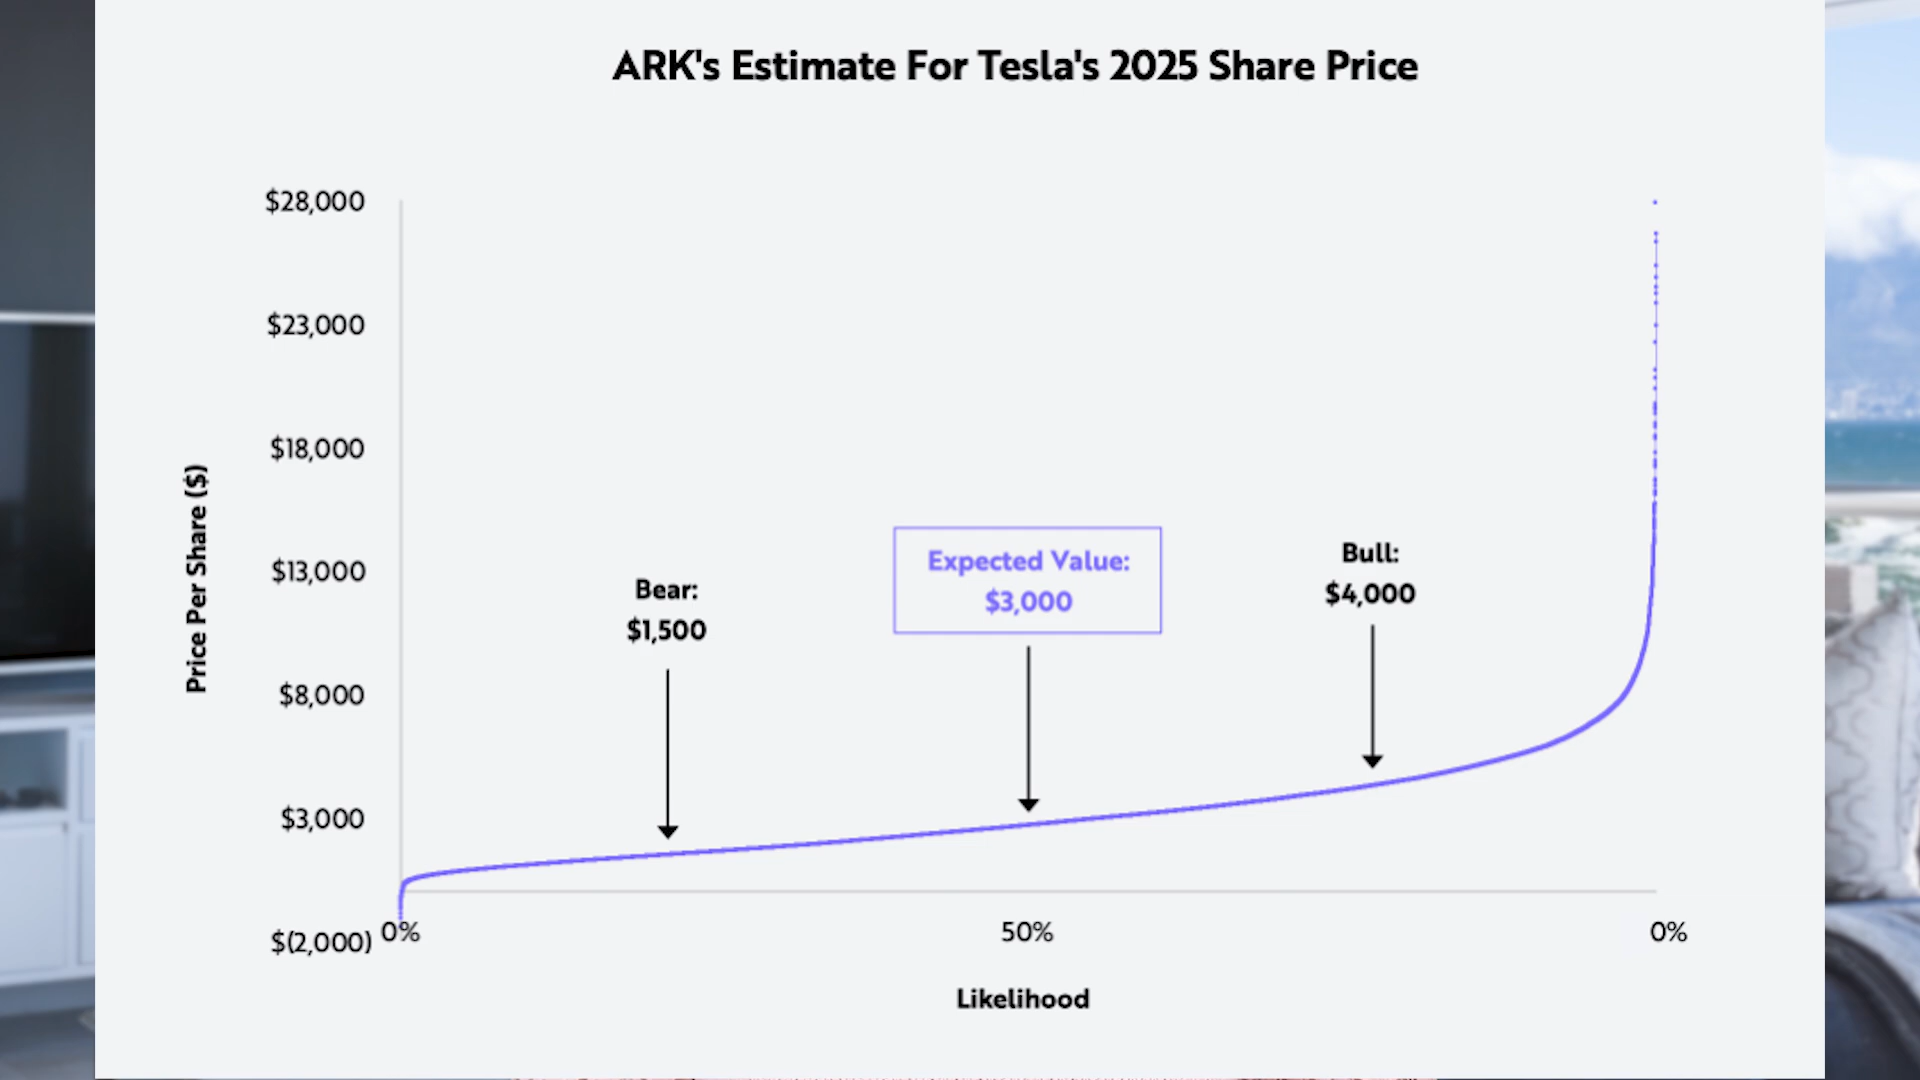 ARK's Estimate For Tesla's 2025 Share Price
$28,000
$23,000
$18,000
$13,000
$8,000
$3,000
$(2,000)
Price Per Share ($)
Bear:
$1,500
Expected Value:
$3,000
Bull:
$4,000
0%
50%
0%
Likelihood